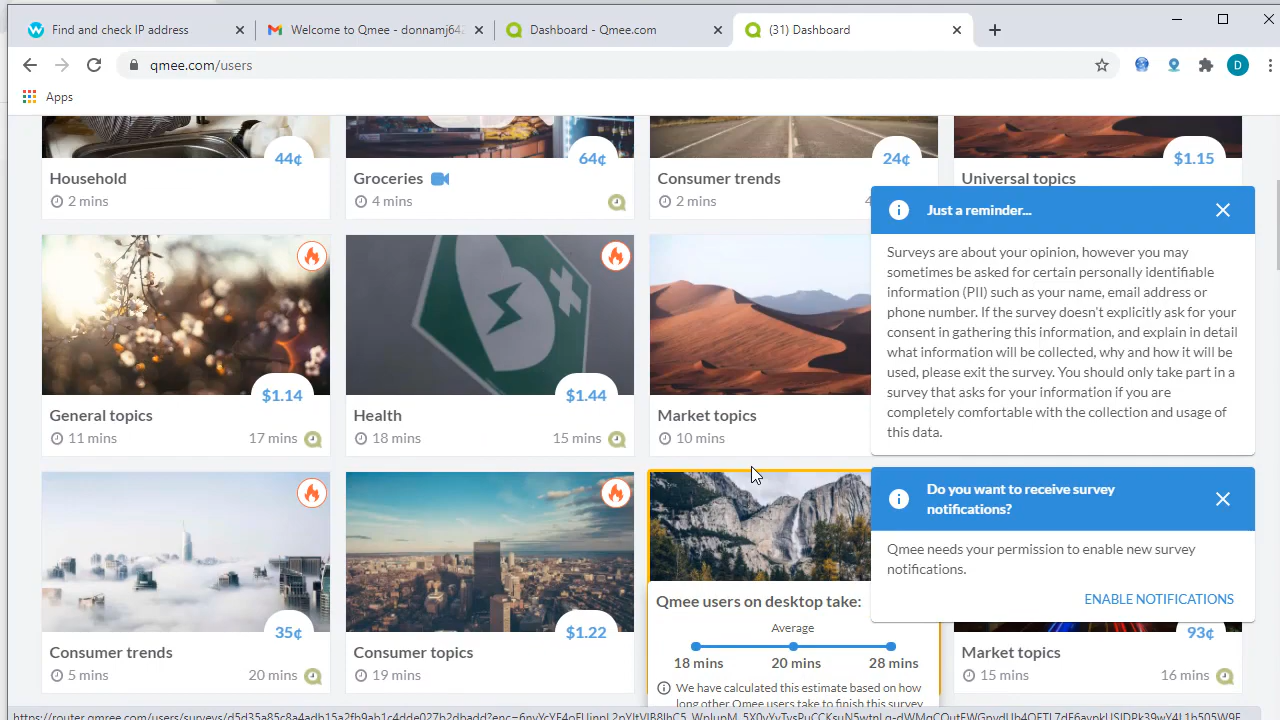 Find and check IP address
Welcome to Qmee - donnamj64
Dashboard - Qmee.com
(31) Dashboard
qmee.com/users
D
Apps
44¢
64¢
24¢
$1.15
Household
Groceries
Consumer trends
Universal topics
2 mins
4 mins
2 mins
Just a reminder...
Surveys are about your opinion, however you may
sometimes be asked for certain personally identifiable
information (PII) such as your name, email address or
phone number. If the survey doesn't explicitly ask for your
consent in gathering this information, and explain in detail
what information will be collected, why and how it will be
used, please exit the survey. You should only take part in a
survey that asks for your information if you are
completely comfortable with the collection and usage of
this data.
$1.14
$1.44
General topics
Health
Market topics
11 mins
17 mins
18 mins
15 mins
10 mins
Do you want to receive survey
notifications?
Qmee needs your permission to enable new survey
notifications.
ENABLE NOTIFICATIONS
35¢
$1.22
Qmee users on desktop take:
Average
18 mins
20 mins
28 mins
We have calculated this estimate based on how
long other Qmee users take to finish this survey
93¢
Consumer trends
Consumer topics
Market topics
5 mins
20 mins
19 mins
15 mins
16 mins